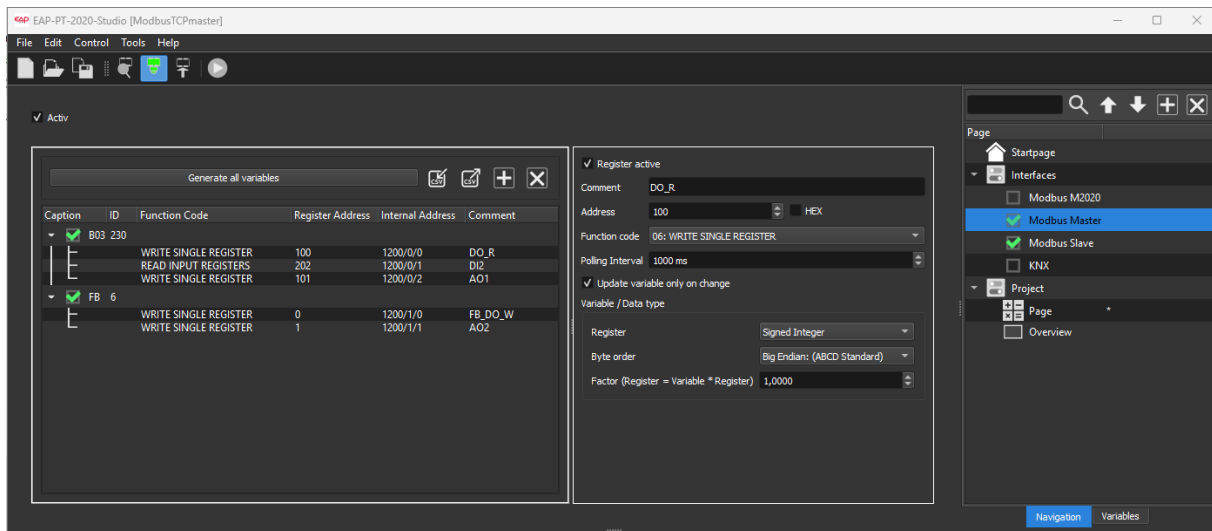 EAP EAP-PT-2020-Studio [ModbusTCPmaster]
File Edit Control Tools Help
Activ
Generate all variables
CSV CSV
Caption ID Function Code Register Address Internal Address Comment
B03 230
WRITE SINGLE REGISTER 100 1200/0/0 DO_R
READ INPUT REGISTERS 202 1200/0/1 DI2
WRITE SINGLE REGISTER 101 1200/0/2 AO1
FB 6
WRITE SINGLE REGISTER 0 1200/1/0 FB_DO_W
WRITE SINGLE REGISTER 1 1200/1/1 AO2
Register active
Comment DO_R
Address 100 HEX
Function code 06: WRITE SINGLE REGISTER
Polling Interval 1000 ms
Update variable only on change
Variable / Data type
Register Signed Integer
Byte order Big Endian: (ABCD Standard)
Factor (Register = Variable * Register) 1,0000
Page
Startpage
Interfaces
Modbus M2020
Modbus Master
Modbus Slave
KNX
Project
Page *
Overview
Navigation Variables